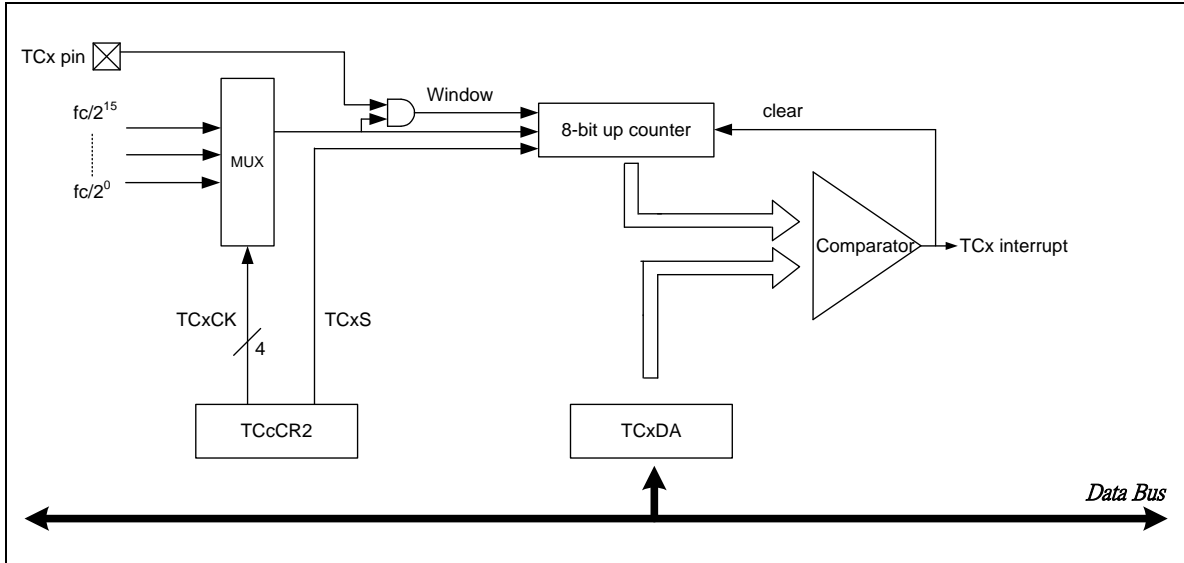 TCx pin
Window
fc/2^15
MUX
8-bit up counter
clear
fc/2^0
Comparator
TCx interrupt
TCxCK
TCxS
4
TCcCR2
TCxDA
Data Bus